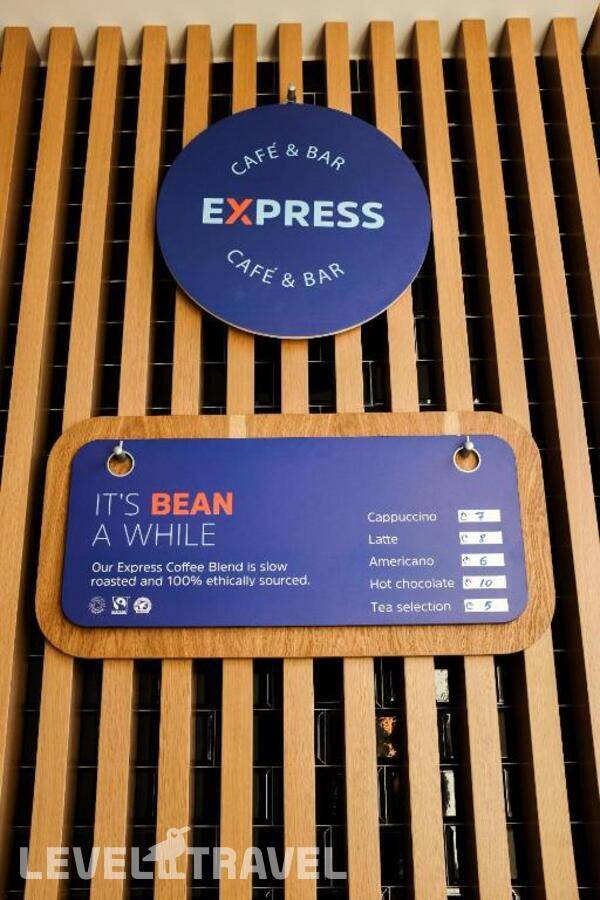 CAFÉ & BAR
EXPRESS
CAFÉ & BAR
IT'S BEAN
A WHILE
Our Express Coffee Blend is slow
roasted and 100% ethically sourced.
Cappuccino 7
Latte 8
Americano 6
Hot chocolate 10
Tea selection 5
LEVEL TRAVEL